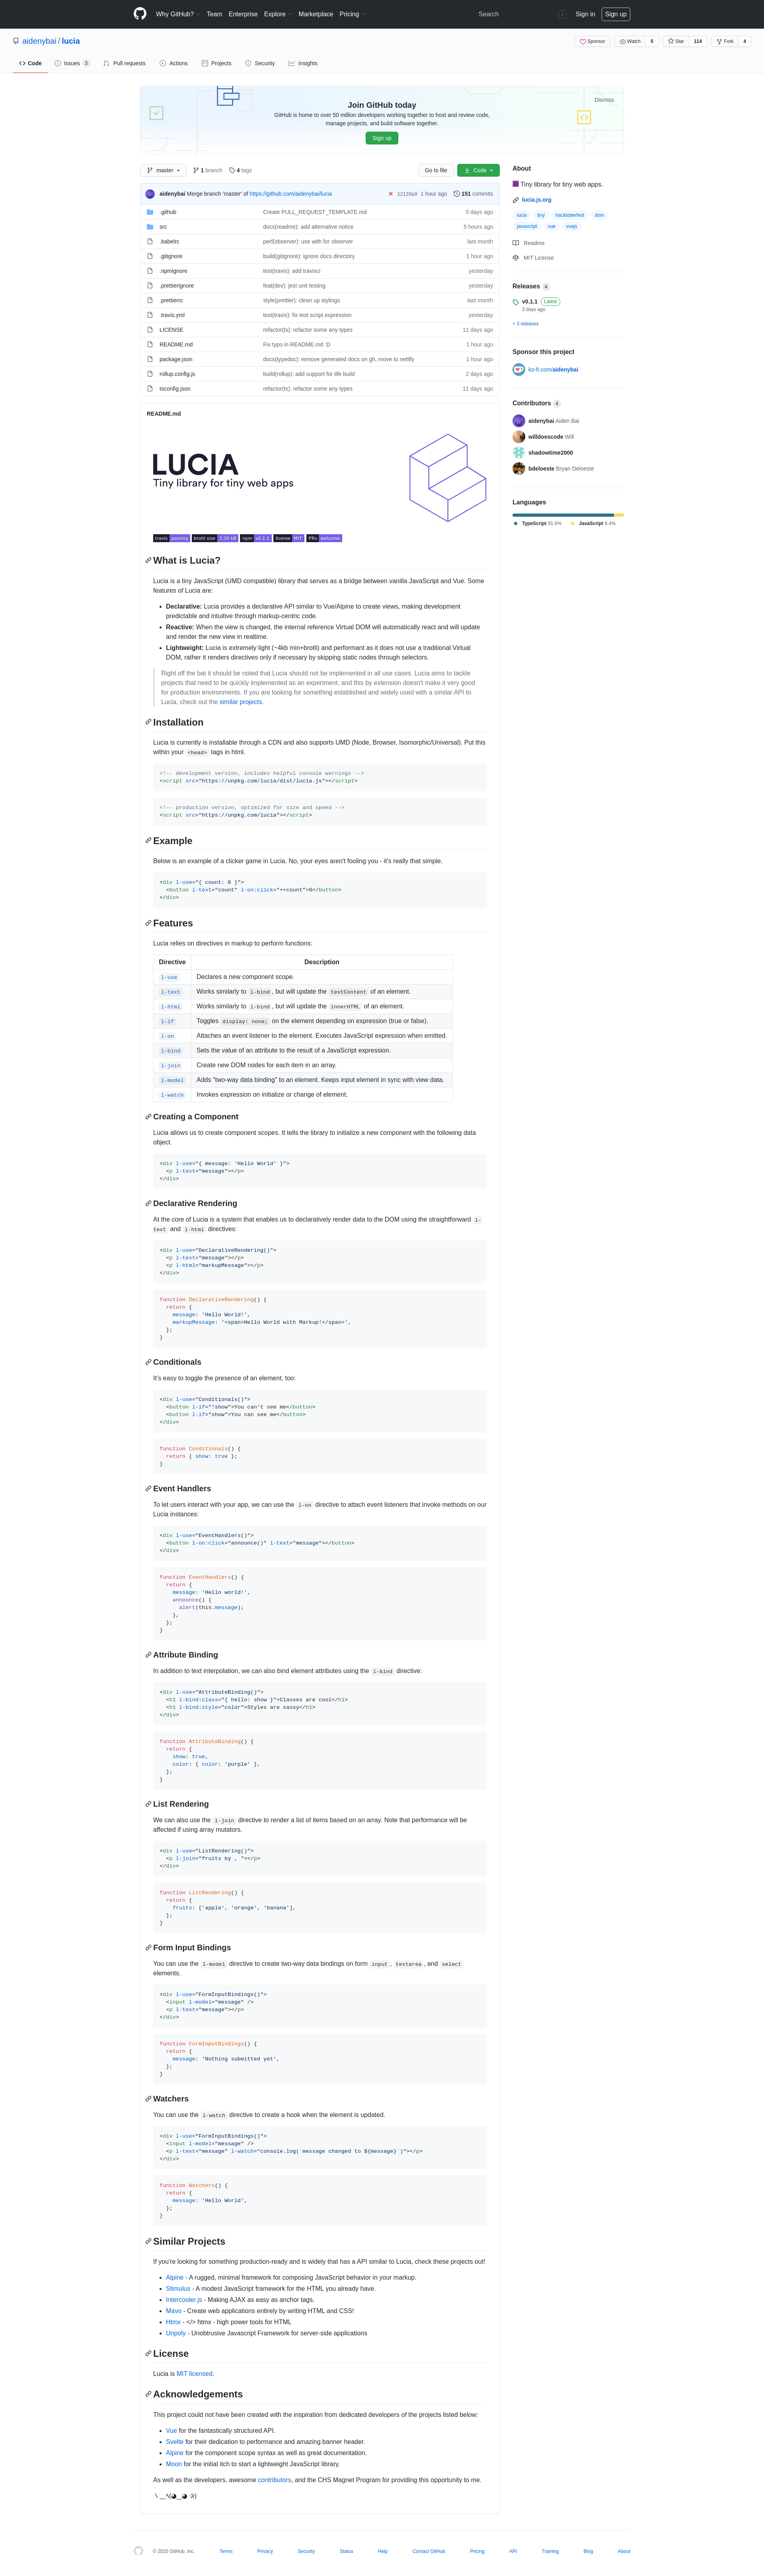 Why GitHub? Team Enterprise Explore Marketplace Pricing Search / Sign in Sign up
aidenybai / lucia
Sponsor Watch 5 Star 114 Fork 4
Code Issues 3 Pull requests Actions Projects Security Insights
Join GitHub today
Dismiss
GitHub is home to over 50 million developers working together to host and review code,
manage projects, and build software together.
Sign up
master 1 branch 4 tags Go to file Code
aidenybai Merge branch 'master' of https://github.com/aidenybai/lucia 1 hour ago 151 commits
.github Create PULL_REQUEST_TEMPLATE.md 5 days ago
src docs(readme): add alternative notice 5 hours ago
.babelrc perf(observer): use with for observer last month
.gitignore build(gitignore): ignore docs directory 1 hour ago
.npmignore test(travis): add travisci yesterday
.prettierignore feat(dev): jest unit testing yesterday
.prettierrc style(prettier): clean up stylings last month
.travis.yml test(travis): fix test script expression yesterday
LICENSE refactor(ts): refactor some any types 11 days ago
README.md Fix typo in README.md :D 1 hour ago
package.json docs(typedoc): remove generated docs on gh, move to netlify 1 hour ago
rollup.config.js build(rollup): add support for iife build 2 days ago
tsconfig.json refactor(ts): refactor some any types 11 days ago
About
Tiny library for tiny web apps.
lucia.js.org
lucia tiny hacktoberfest dom
javascript vue vuejs
Readme
MIT License
Releases 4
v0.1.1 Latest
3 days ago
+ 3 releases
Sponsor this project
ko-fi.com/aidenybai
Contributors 4
aidenybai Aiden Bai
willdoescode Will
shadowtime2000
bdeloeste Bryan Deloeste
Languages
TypeScript 91.6% JavaScript 8.4%
README.md
LUCIA
Tiny library for tiny web apps
travis passing brotli size 3.39 kB npm v0.1.1 license MIT PRs welcome
What is Lucia?
Lucia is a tiny JavaScript (UMD compatible) library that serves as a bridge between vanilla JavaScript and Vue. Some
features of Lucia are:
Declarative: Lucia provides a declarative API similar to Vue/Alpine to create views, making development
predictable and intuitive through markup-centric code.
Reactive: When the view is changed, the internal reference Virtual DOM will automatically react and will update
and render the new view in realtime.
Lightweight: Lucia is extremely light (~4kb min+brotli) and performant as it does not use a traditional Virtual
DOM, rather it renders directives only if necessary by skipping static nodes through selectors.
Right off the bat it should be noted that Lucia should not be implemented in all use cases. Lucia aims to tackle
projects that need to be quickly implemented as an experiment, and this by extension doesn't make it very good
for production environments. If you are looking for something established and widely used with a similar API to
Lucia, check out the similar projects.
Installation
Lucia is currently is installable through a CDN and also supports UMD (Node, Browser, Isomorphic/Universal). Put this
within your <head> tags in html.
<!-- development version, includes helpful console warnings -->
<script src="https://unpkg.com/lucia/dist/lucia.js"></script>
<!-- production version, optimized for size and speed -->
<script src="https://unpkg.com/lucia"></script>
Example
Below is an example of a clicker game in Lucia. No, your eyes aren't fooling you - it's really that simple.
<div l-use="{ count: 0 }">
<button l-text="count" l-on:click="++count">0</button>
</div>
Features
Lucia relies on directives in markup to perform functions:
Directive Description
l-use Declares a new component scope.
l-text Works similarly to l-bind, but will update the textContent of an element.
l-html Works similarly to l-bind, but will update the innerHTML of an element.
l-if Toggles display: none; on the element depending on expression (true or false).
l-on Attaches an event listener to the element. Executes JavaScript expression when emitted.
l-bind Sets the value of an attribute to the result of a JavaScript expression.
l-join Create new DOM nodes for each item in an array.
l-model Adds "two-way data binding" to an element. Keeps input element in sync with view data.
l-watch Invokes expression on initialize or change of element.
Creating a Component
Lucia allows us to create component scopes. It tells the library to initialize a new component with the following data
object.
<div l-use="{ message: 'Hello World' }">
<p l-text="message"></p>
</div>
Declarative Rendering
At the core of Lucia is a system that enables us to declaratively render data to the DOM using the straightforward l-
text and l-html directives:
<div l-use="DeclarativeRendering()">
<p l-text="message"></p>
<p l-html="markupMessage"></p>
</div>
function DeclarativeRendering() {
return {
message: 'Hello World!',
markupMessage: '<span>Hello World with Markup!</span>',
};
}
Conditionals
It's easy to toggle the presence of an element, too:
<div l-use="Conditionals()">
<button l-if="!show">You can't see me</button>
<button l-if="show">You can see me</button>
</div>
function Conditionals() {
return { show: true };
}
Event Handlers
To let users interact with your app, we can use the l-on directive to attach event listeners that invoke methods on our
Lucia instances:
<div l-use="EventHandlers()">
<button l-on:click="announce()" l-text="message"></button>
</div>
function EventHandlers() {
return {
message: 'Hello world!',
announce() {
alert(this.message);
},
};
}
Attribute Binding
In addition to text interpolation, we can also bind element attributes using the l-bind directive:
<div l-use="AttributeBinding()">
<h1 l-bind:class="{ hello: show }">Classes are cool</h1>
<h1 l-bind:style="color">Styles are sassy</h1>
</div>
function AttributeBinding() {
return {
show: true,
color: { color: 'purple' },
};
}
List Rendering
We can also use the l-join directive to render a list of items based on an array. Note that performance will be
affected if using array mutators.
<div l-use="ListRendering()">
<p l-join="fruits by , "></p>
</div>
function ListRendering() {
return {
fruits: ['apple', 'orange', 'banana'],
};
}
Form Input Bindings
You can use the l-model directive to create two-way data bindings on form input, textarea, and select
elements.
<div l-use="FormInputBindings()">
<input l-model="message" />
<p l-text="message"></p>
</div>
function FormInputBindings() {
return {
message: 'Nothing submitted yet',
};
}
Watchers
You can use the l-watch directive to create a hook when the element is updated.
<div l-use="FormInputBindings()">
<input l-model="message" />
<p l-text="message" l-watch="console.log(`message changed to ${message}`)"></p>
</div>
function Watchers() {
return {
message: 'Hello World',
};
}
Similar Projects
If you're looking for something production-ready and is widely that has a API similar to Lucia, check these projects out!
Alpine - A rugged, minimal framework for composing JavaScript behavior in your markup.
Stimulus - A modest JavaScript framework for the HTML you already have.
Intercooler.js - Making AJAX as easy as anchor tags.
Mavo - Create web applications entirely by writing HTML and CSS!
Htmx - </> htmx - high power tools for HTML
Unpoly - Unobtrusive Javascript Framework for server-side applications
License
Lucia is MIT licensed.
Acknowledgements
This project could not have been created with the inspiration from dedicated developers of the projects listed below:
Vue for the fantastically structured API.
Svelte for their dedication to performance and amazing banner header.
Alpine for the component scope syntax as well as great documentation.
Moon for the initial itch to start a lightweight JavaScript library.
As well as the developers, awesome contributors, and the CHS Magnet Program for providing this opportunity to me.
© 2020 GitHub, Inc. Terms Privacy Security Status Help Contact GitHub Pricing API Training Blog About